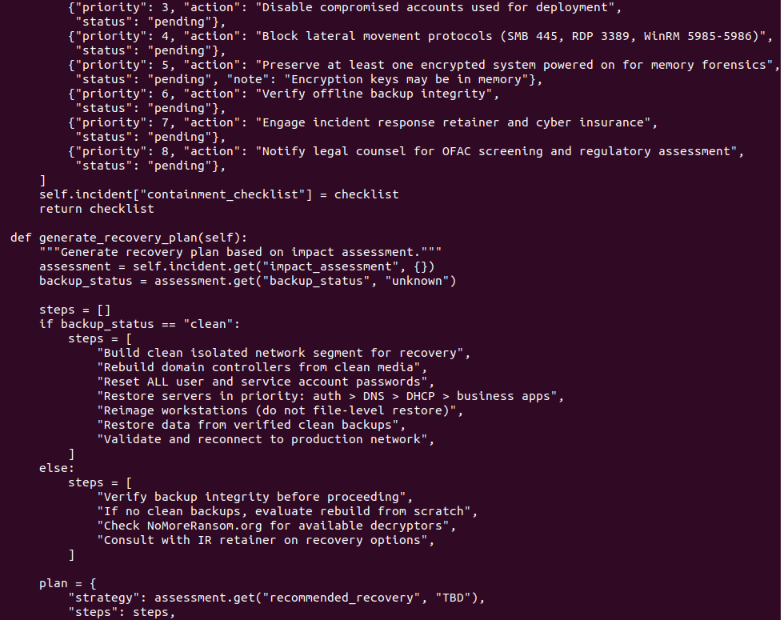 {"priority": 3, "action": "Disable compromised accounts used for deployment",
"status": "pending"},
{"priority": 4, "action": "Block lateral movement protocols (SMB 445, RDP 3389, WinRM 5985-5986)",
"status": "pending"},
{"priority": 5, "action": "Preserve at least one encrypted system powered on for memory forensics",
"status": "pending", "note": "Encryption keys may be in memory"},
{"priority": 6, "action": "Verify offline backup integrity",
"status": "pending"},
{"priority": 7, "action": "Engage incident response retainer and cyber insurance",
"status": "pending"},
{"priority": 8, "action": "Notify legal counsel for OFAC screening and regulatory assessment",
"status": "pending"},
]
self.incident["containment_checklist"] = checklist
return checklist
def generate_recovery_plan(self):
"""Generate recovery plan based on impact assessment."""
assessment = self.incident.get("impact_assessment", {})
backup_status = assessment.get("backup_status", "unknown")
steps = []
if backup_status == "clean":
steps = [
"Build clean isolated network segment for recovery",
"Rebuild domain controllers from clean media",
"Reset ALL user and service account passwords",
"Restore servers in priority: auth > DNS > DHCP > business apps",
"Reimage workstations (do not file-level restore)",
"Restore data from verified clean backups",
"Validate and reconnect to production network",
]
else:
steps = [
"Verify backup integrity before proceeding",
"If no clean backups, evaluate rebuild from scratch",
"Check NoMoreRansom.org for available decryptors",
"Consult with IR retainer on recovery options",
]
plan = {
"strategy": assessment.get("recommended_recovery", "TBD"),
"steps": steps,